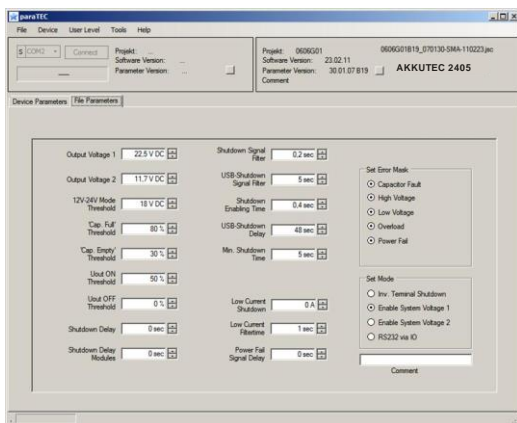 paraTEC
File Device User Level Tools Help
S COM2 Connect
Projekt: ...
Software Version: ...
Parameter Version: ...
Projekt: 0606G01
0606G01B19_070130-SMA-110223.jsc
Software Version: 23.02.11
Parameter Version: 30.01.07 B19
AKKUTEC 2405
Comment
Device Parameters File Parameters
Output Voltage 1 22,5 V DC
Output Voltage 2 11,7 V DC
12V-24V Mode Threshold 18 V DC
'Cap. Full' Threshold 80 %
'Cap. Empty' Threshold 30 %
Uout ON Threshold 50 %
Uout OFF Threshold 0 %
Shutdown Delay 0 sec
Shutdown Delay Modules 0 sec
Shutdown Signal Filter 0,2 sec
USB-Shutdown Signal Filter 5 sec
Shutdown Enabling Time 0,4 sec
USB-Shutdown Delay 48 sec
Min. Shutdown Time 5 sec
Low Current Shutdown 0 A
Low Current Filtertime 1 sec
Power Fail Signal Delay 0 sec
Set Error Mask
Capacitor Fault
High Voltage
Low Voltage
Overload
Power Fail
Set Mode
Inv. Terminal Shutdown
Enable System Voltage 1
Enable System Voltage 2
RS232 via IO
Comment